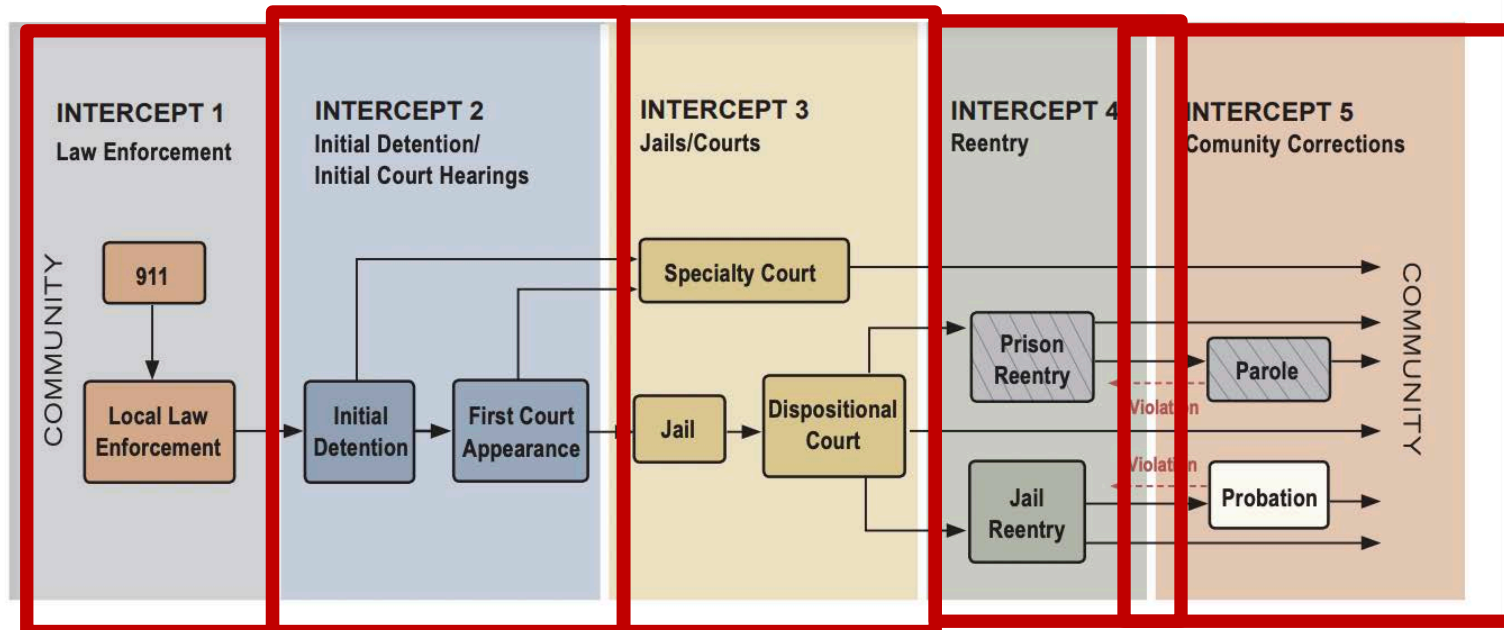 INTERCEPT 1
Law Enforcement
COMMUNITY
911
Local Law
Enforcement
INTERCEPT 2
Initial Detention/
Initial Court Hearings
Initial
Detention
First Court
Appearance
INTERCEPT 3
Jails/Courts
Specialty Court
Jail
Dispositional
Court
INTERCEPT 4
Reentry
Prison
Reentry
Violation
Violation
Jail
Reentry
INTERCEPT 5
Comunity Corrections
Parole
Probation
COMMUNITY